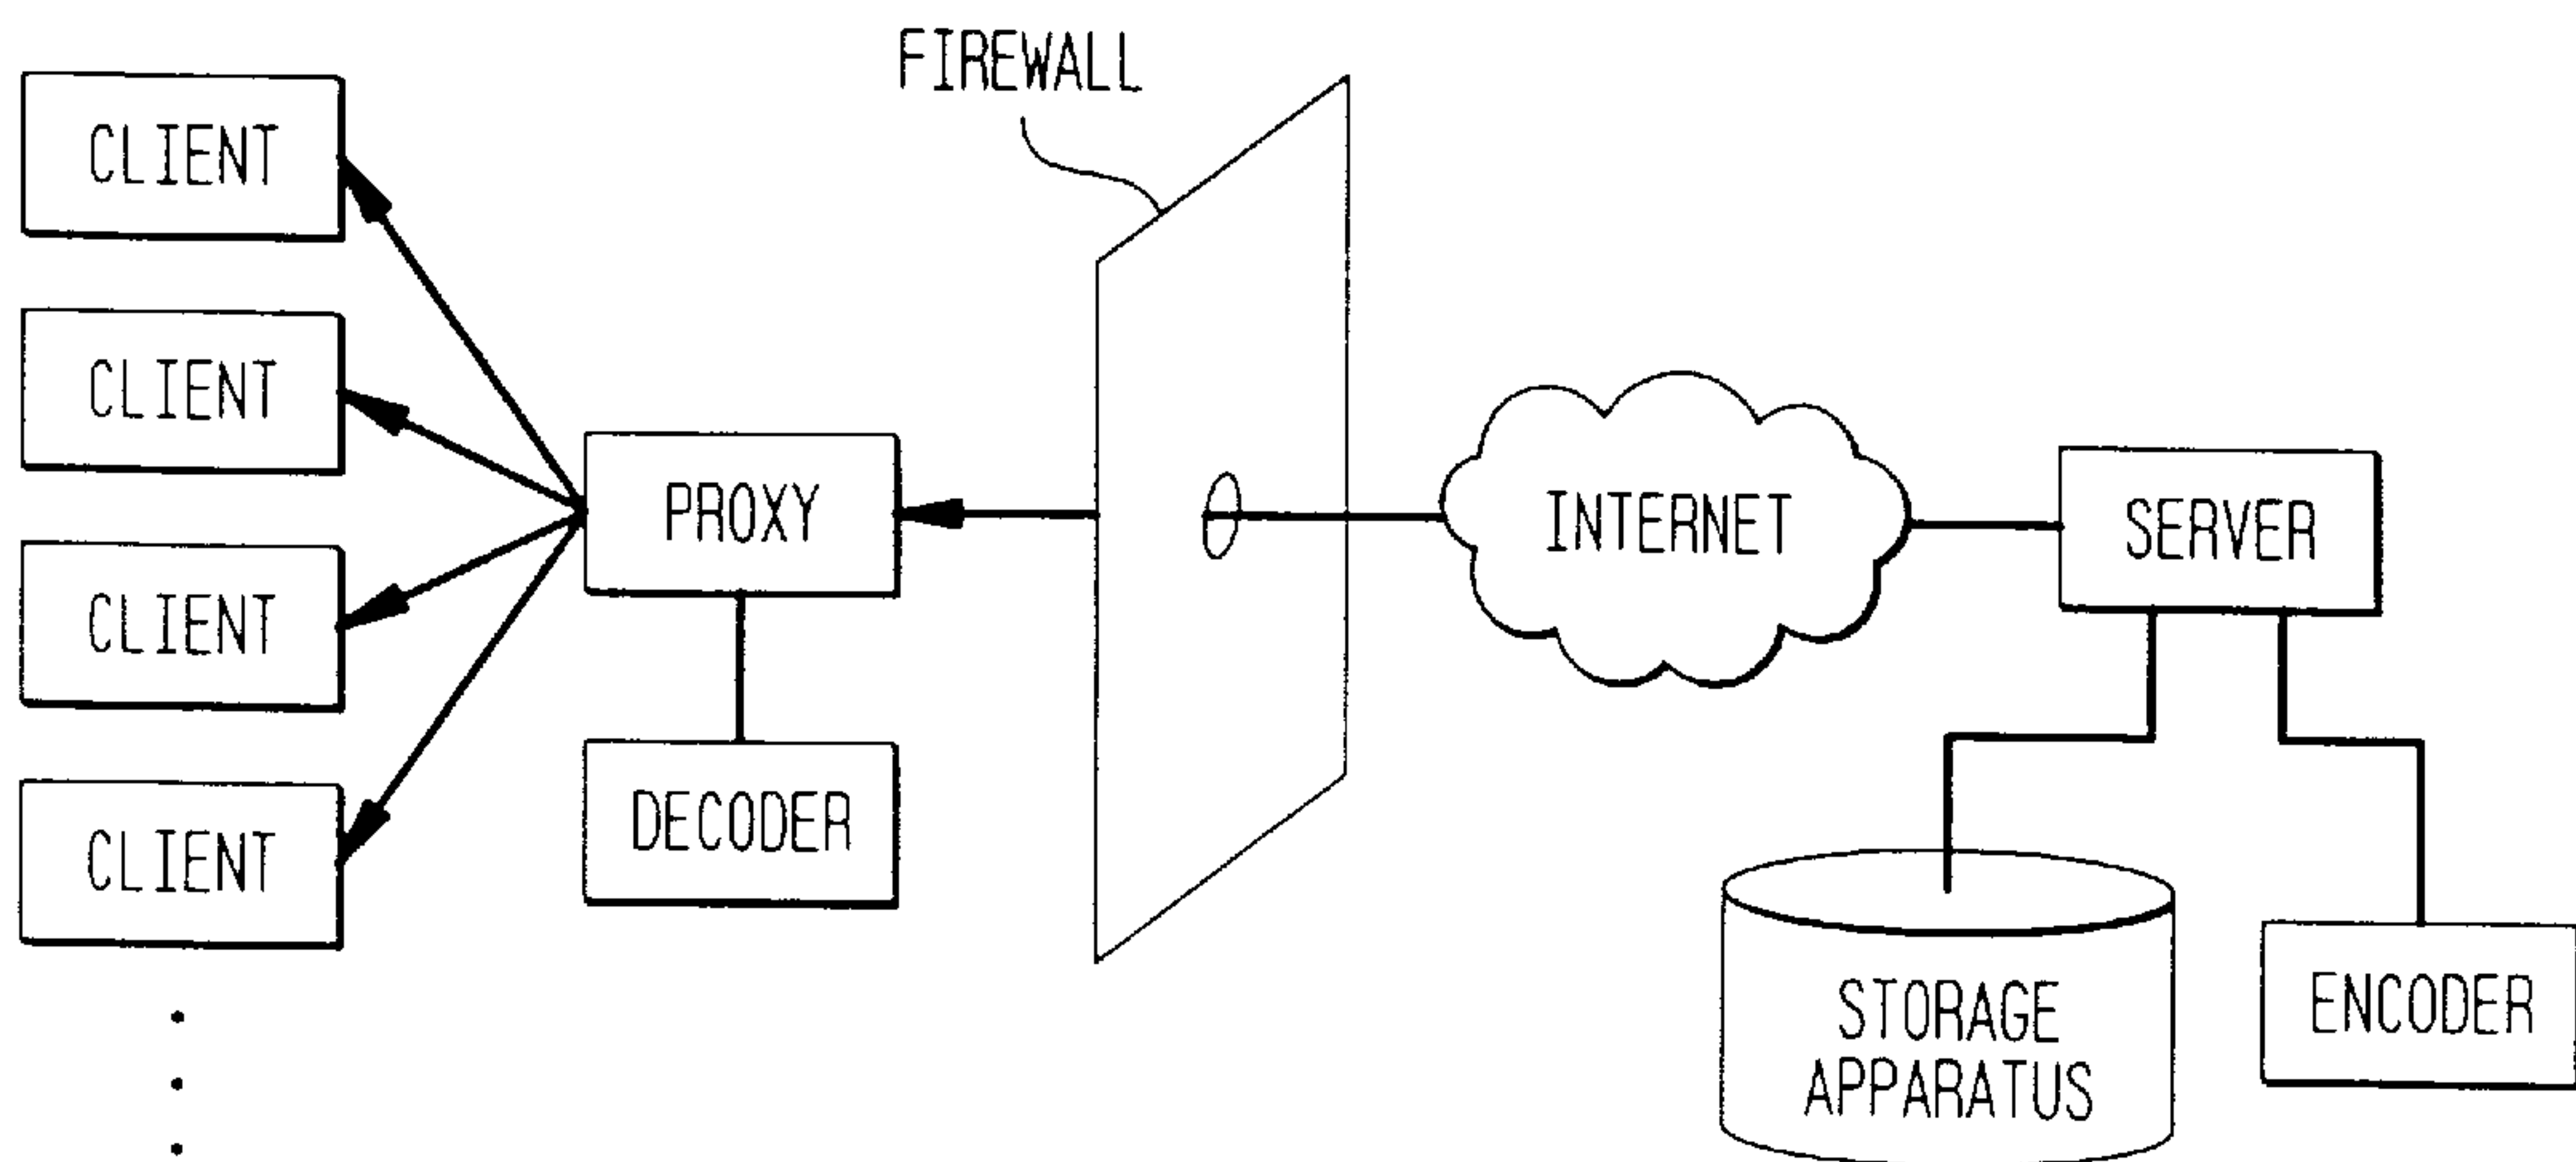 FIREWALL
CLIENT
CLIENT
CLIENT
CLIENT
PROXY
DECODER
INTERNET
SERVER
STORAGE
APPARATUS
ENCODER